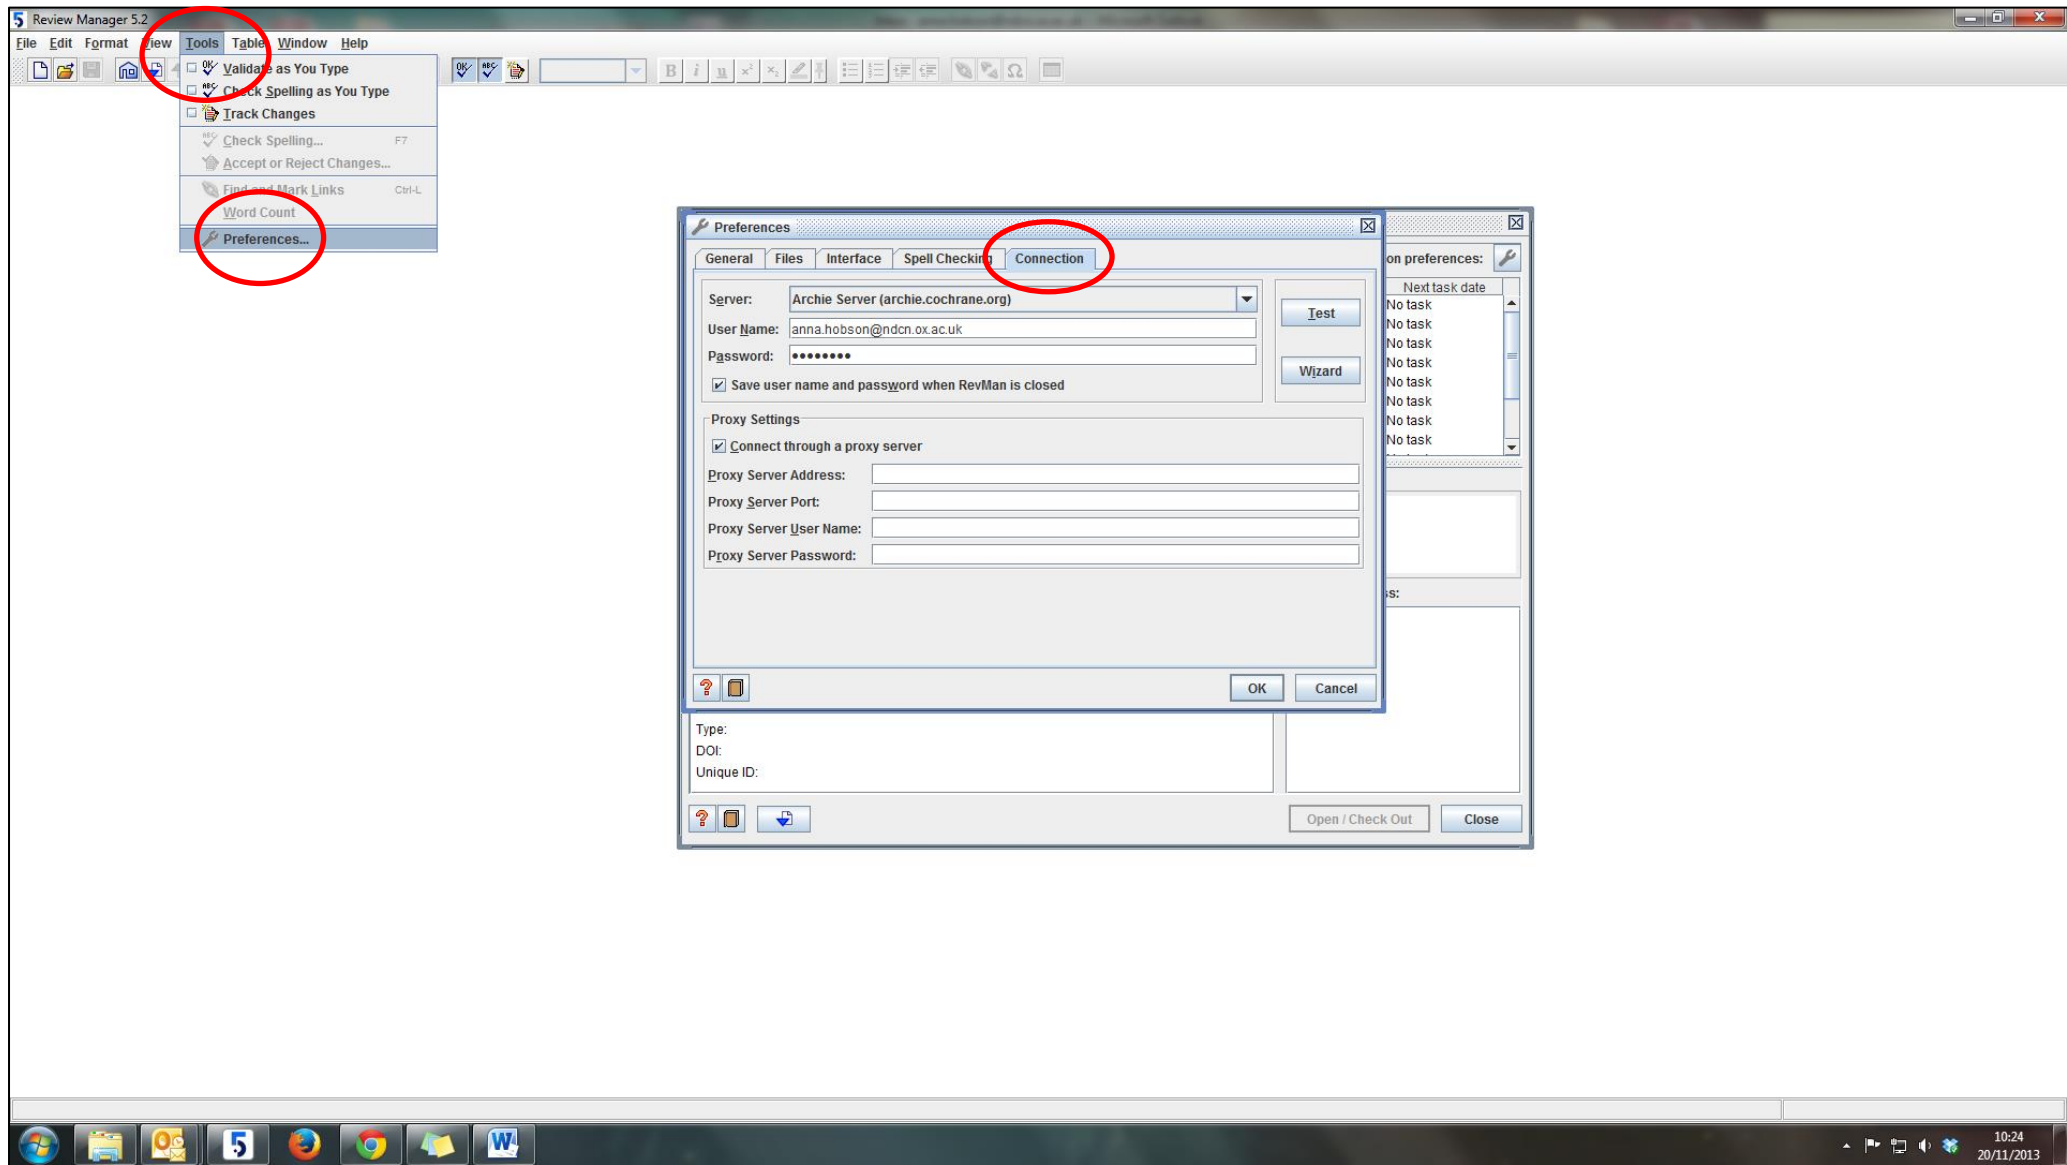 5 Review Manager 5.2
File Edit Format View Tools Table Window Help
Validate as You Type
Check Spelling as You Type
Track Changes
Check Spelling... F7
Accept or Reject Changes...
Find and Mark Links Ctrl-L
Word Count
Preferences...
Preferences
General Files Interface Spell Checking Connection
Server: Archie Server (archie.cochrane.org)
User Name: anna.hobson@ndcn.ox.ac.uk
Password: ••••••••
Save user name and password when RevMan is closed
Test
Wizard
Proxy Settings
Connect through a proxy server
Proxy Server Address:
Proxy Server Port:
Proxy Server User Name:
Proxy Server Password:
OK Cancel
on preferences:
Next task date
No task
No task
No task
No task
No task
No task
No task
No task
ss:
Type:
DOI:
Unique ID:
Open / Check Out Close
10:24
20/11/2013